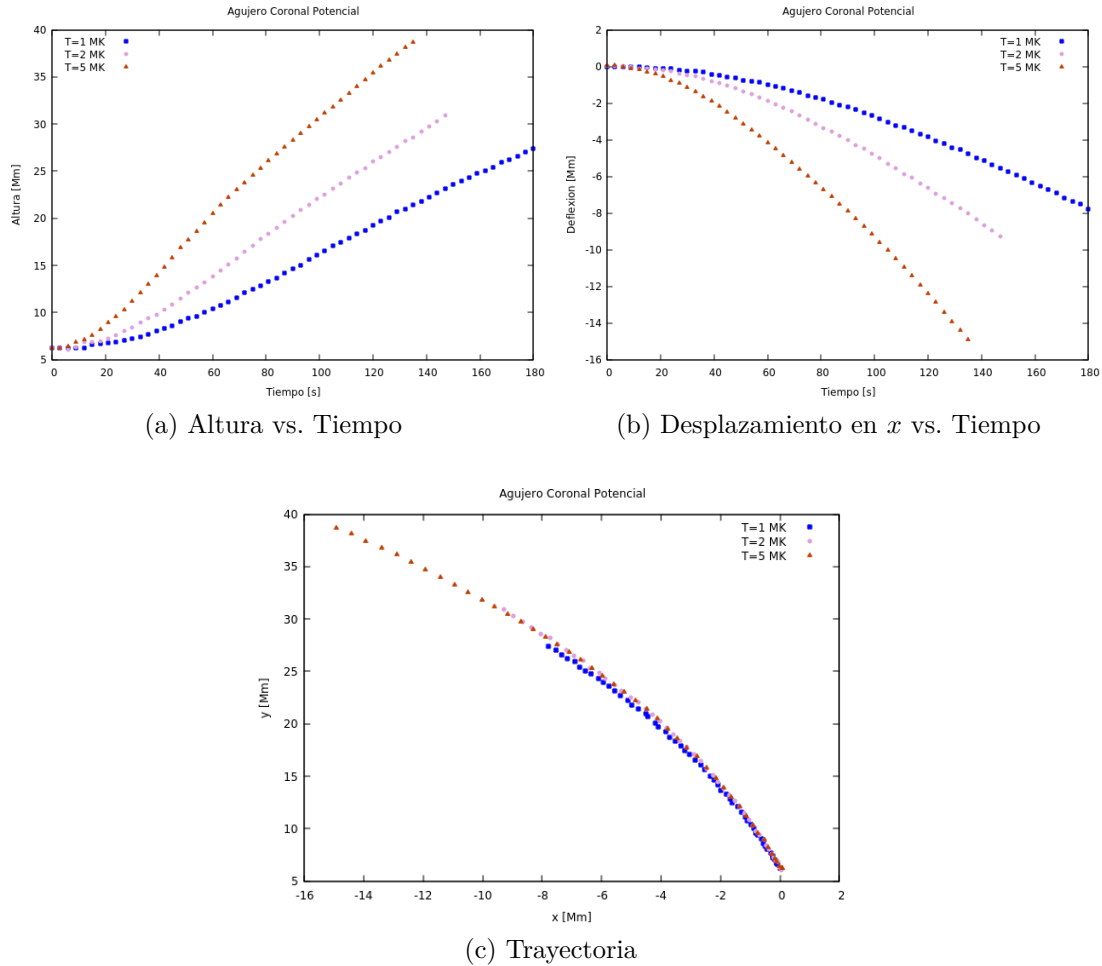 Agujero Coronal Potencial
40
35
30
25
20
15
10
5
Altura [Mm]
T=1 MK
T=2 MK
T=5 MK
0 20 40 60 80 100 120 140 160 180
Tiempo [s]
(a) Altura vs. Tiempo
Agujero Coronal Potencial
2
0
-2
-4
-6
-8
-10
-12
-14
-16
Deflexion [Mm]
T=1 MK
T=2 MK
T=5 MK
0 20 40 60 80 100 120 140 160 180
Tiempo [s]
(b) Desplazamiento en x vs. Tiempo
Agujero Coronal Potencial
40
35
30
25
20
15
10
5
y [Mm]
T=1 MK
T=2 MK
T=5 MK
-16 -14 -12 -10 -8 -6 -4 -2 0 2
x [Mm]
(c) Trayectoria